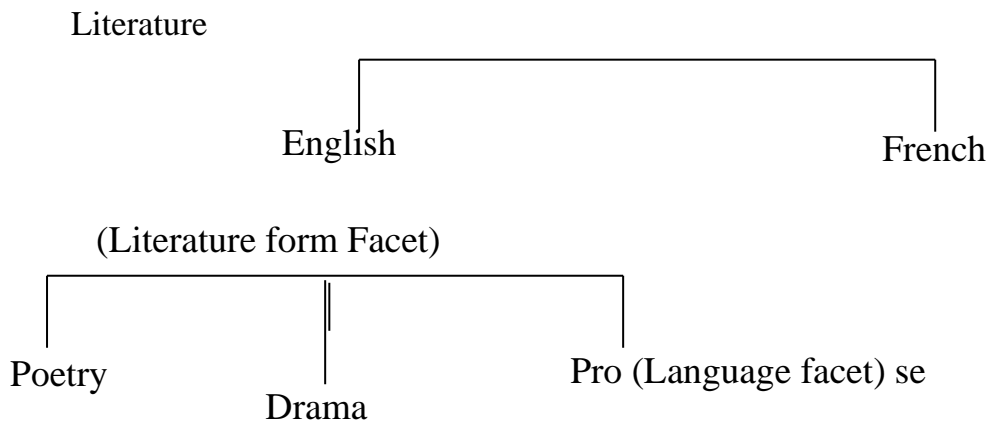 Literature
English French
(Literature form Facet)
Poetry Drama Pro (Language facet) se